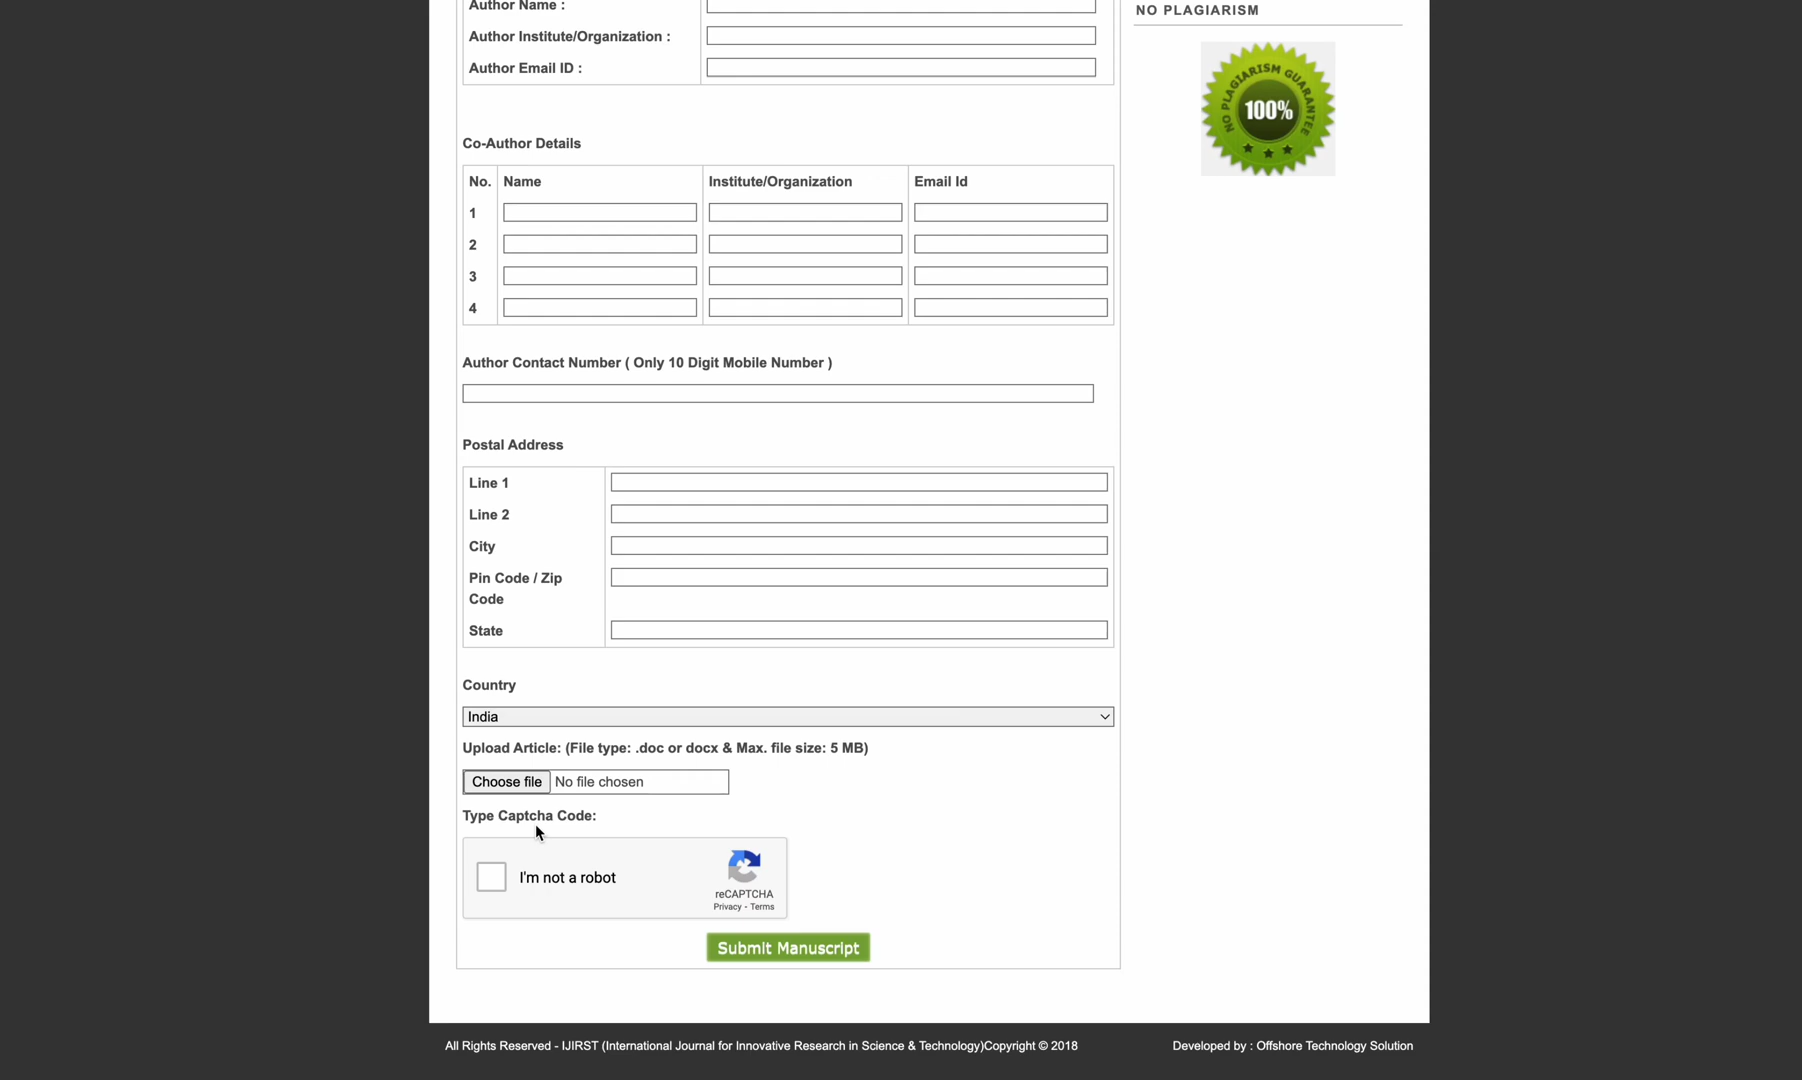 Author Name :
Author Institute/Organization :
Author Email ID :
NO PLAGIARISM
NO PLAGIARISM GUARANTEE
100%
Co-Author Details
No. Name Institute/Organization Email Id
1
2
3
4
Author Contact Number ( Only 10 Digit Mobile Number )
Postal Address
Line 1
Line 2
City
Pin Code / Zip
Code
State
Country
India
Upload Article: (File type: .doc or docx & Max. file size: 5 MB)
Choose file No file chosen
Type Captcha Code:
I'm not a robot
reCAPTCHA
Privacy - Terms
Submit Manuscript
All Rights Reserved - IJIRST (International Journal for Innovative Research in Science & Technology)Copyright © 2018
Developed by : Offshore Technology Solution